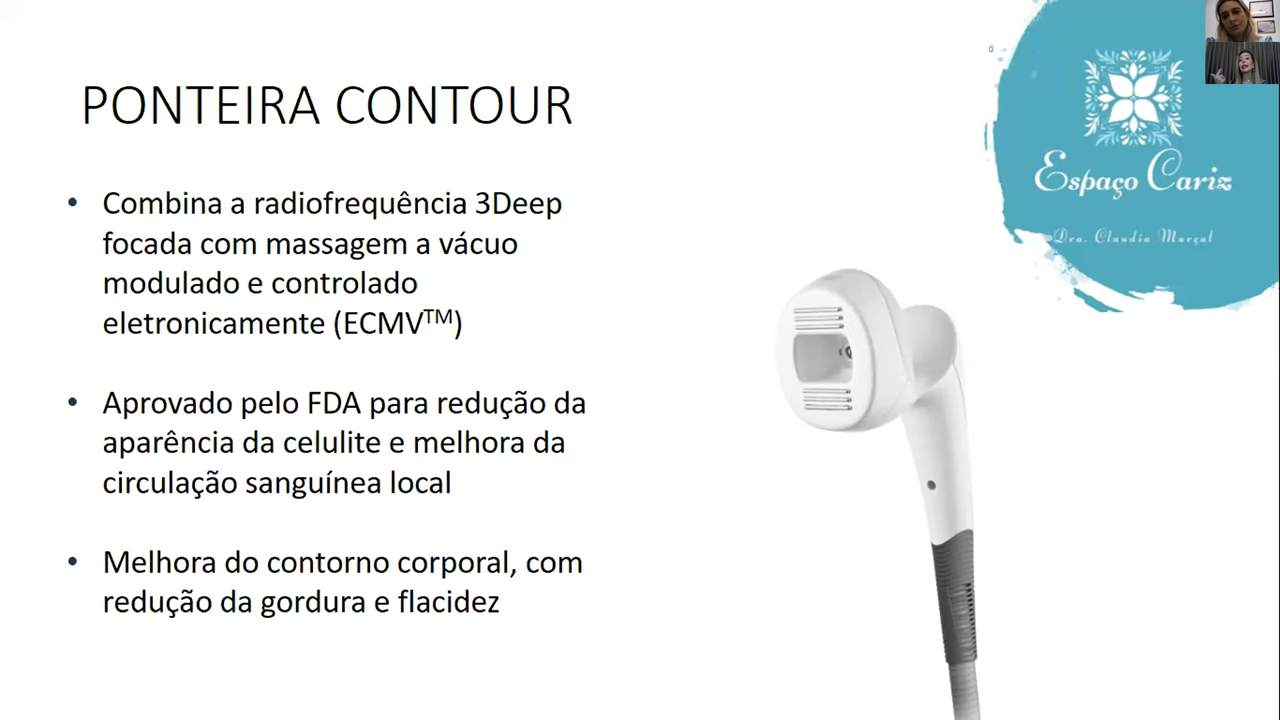 PONTEIRA CONTOUR
• Combina a radiofrequência 3Deep
focada com massagem a vácuo
modulado e controlado
eletronicamente (ECMV™)
• Aprovado pelo FDA para redução da
aparência da celulite e melhora da
circulação sanguínea local
• Melhora do contorno corporal, com
redução da gordura e flacidez
Espaço Cariz
Dra. Claudia Marçal